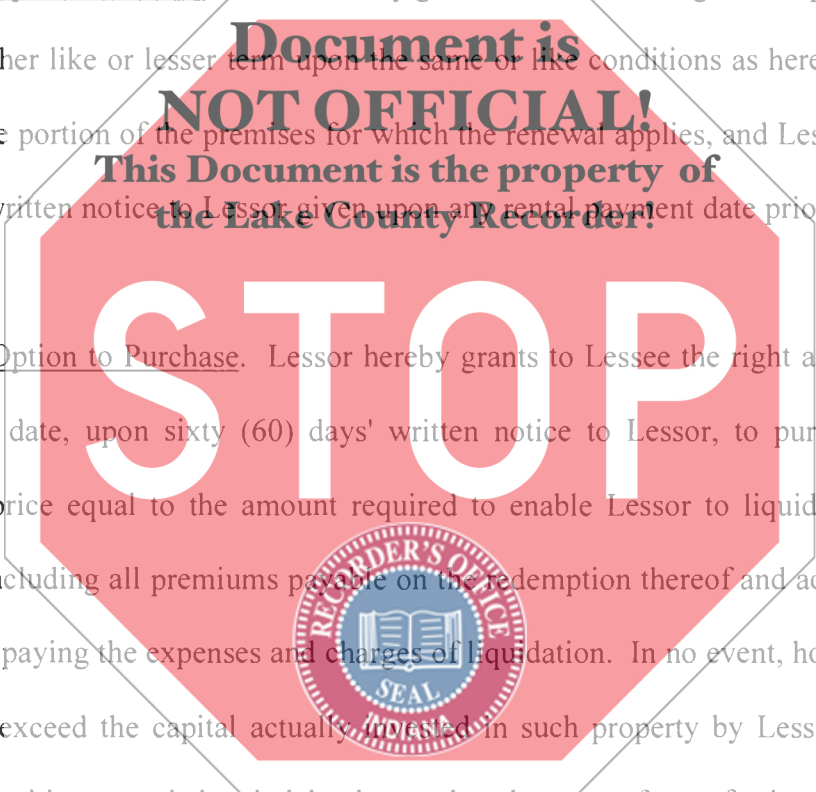 Document is
her like or lesser term upon the same or like conditions as here
NOT OFFICIAL!
portion of the premises for which the renewal applies, and Les
This Document is the property of
ritten notice to Lessor given upon any rental payment date prio
the Lake County Recorder!
STOP
Option to Purchase. Lessor hereby grants to Lessee the right a
date, upon sixty (60) days' written notice to Lessor, to pur
price equal to the amount required to enable Lessor to liquid
cluding all premiums payable on the redemption thereof and ac
RECORDER'S OFFICE
paying the expenses and charges of liquidation. In no event, ho
SEAL
exceed the capital actually invested in such property by Less
INDIANA